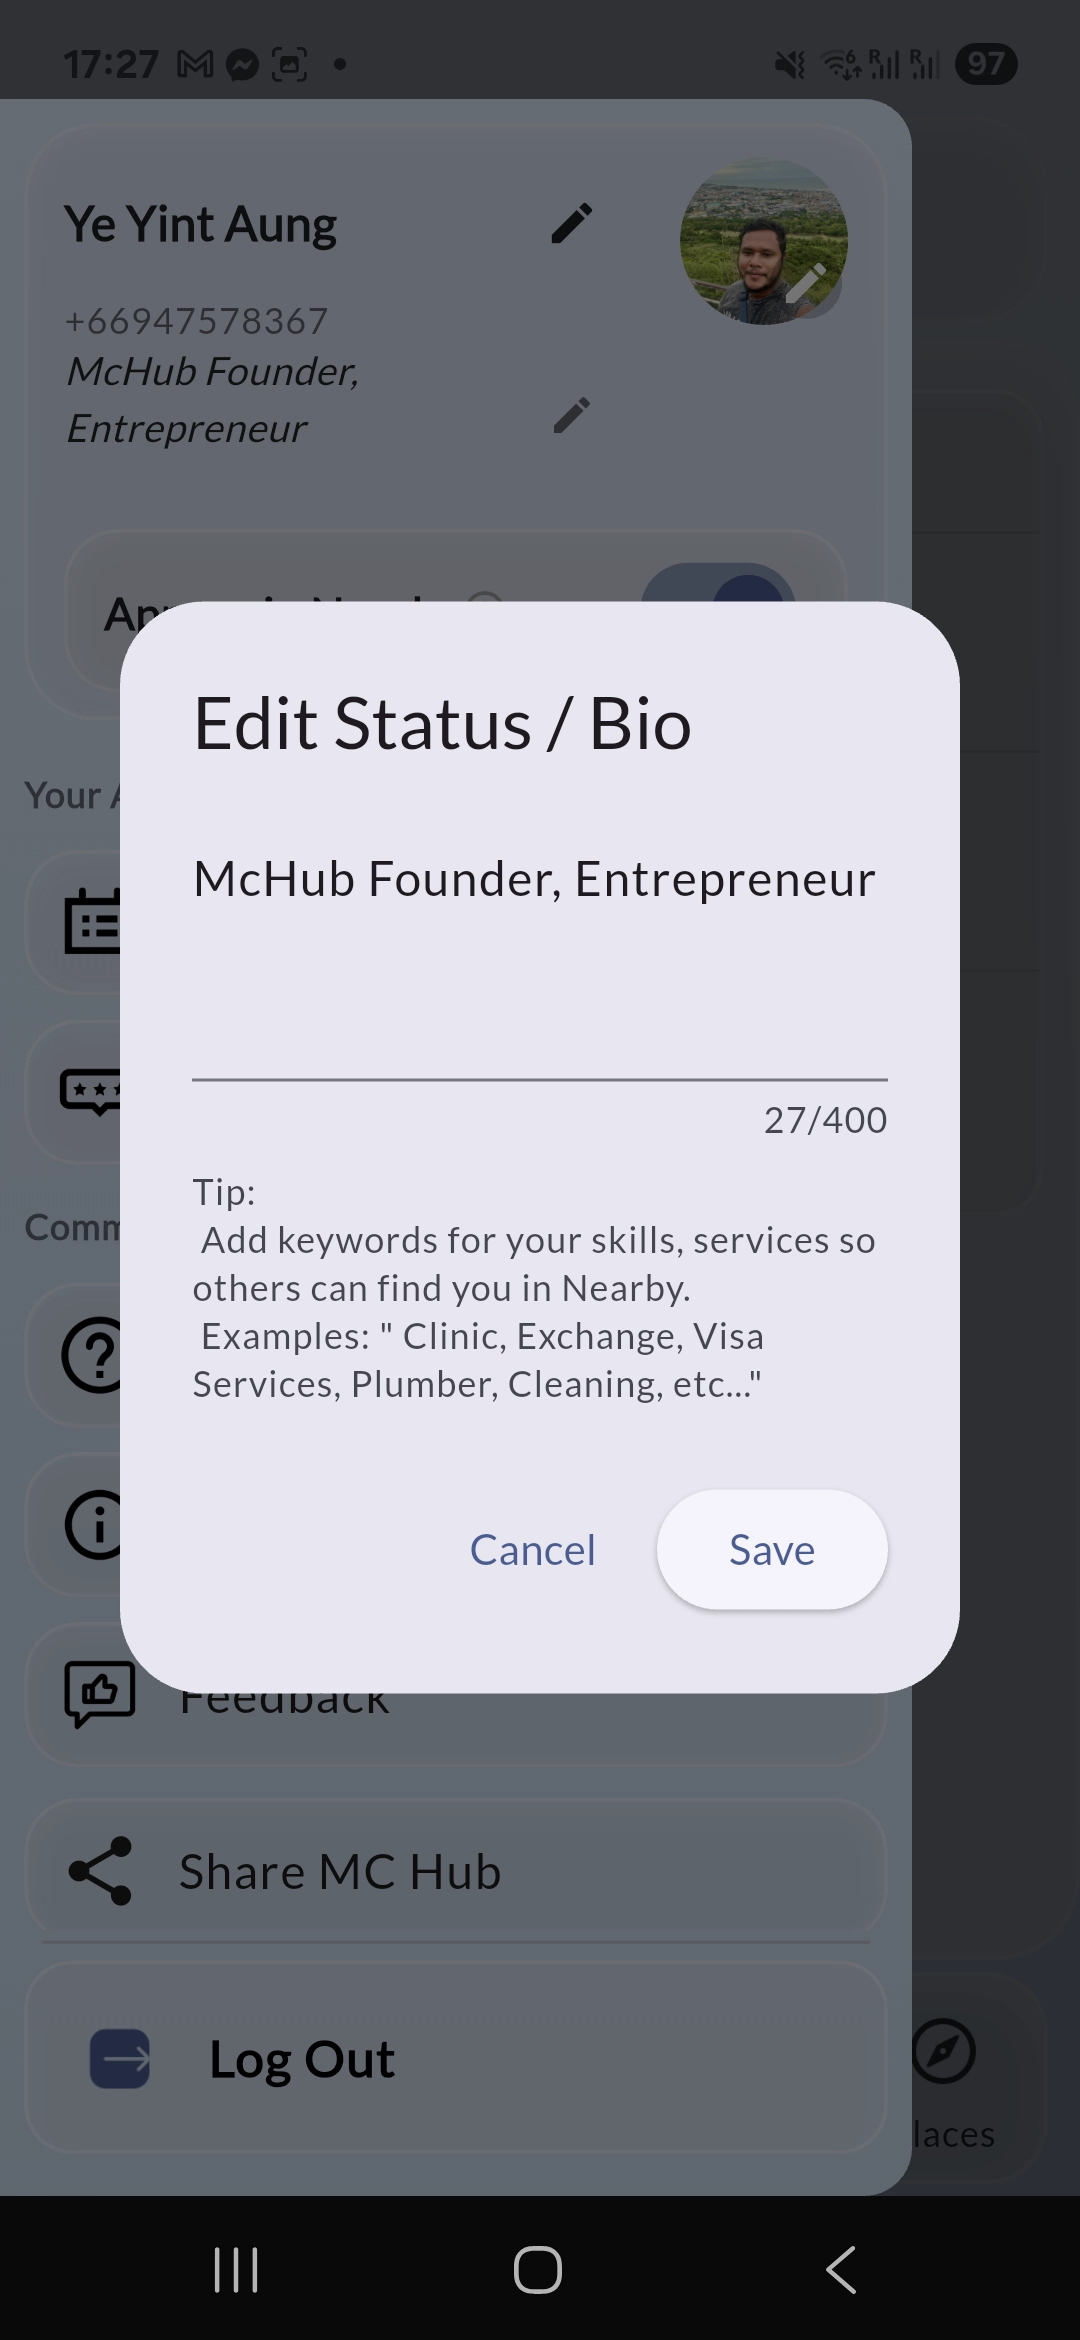 17:27
97
Ye Yint Aung
+66947578367
McHub Founder,
Entrepreneur
Edit Status / Bio
McHub Founder, Entrepreneur
27/400
Tip:
Add keywords for your skills, services so
others can find you in Nearby.
Examples: " Clinic, Exchange, Visa
Services, Plumber, Cleaning, etc..."
Cancel Save
Your
Feedback
Share MC Hub
Log Out
laces